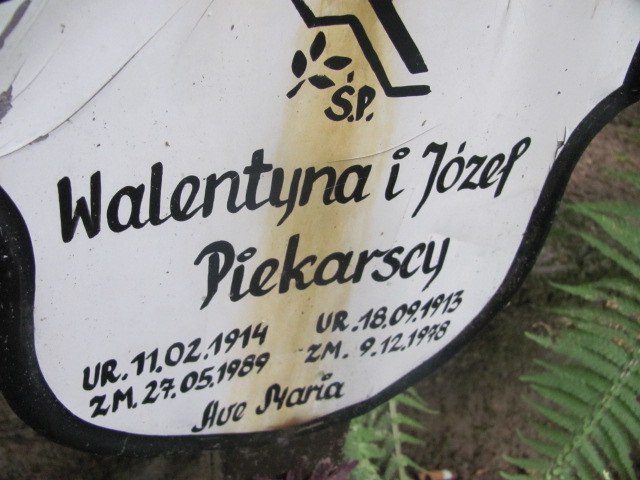 Ś.P.
Walentyna i Józef
Piekarscy
UR. 11.02.1914 UR. 18.09.1913
ZM. 27.05.1989 ZM. 9.12.1978
Ave Maria